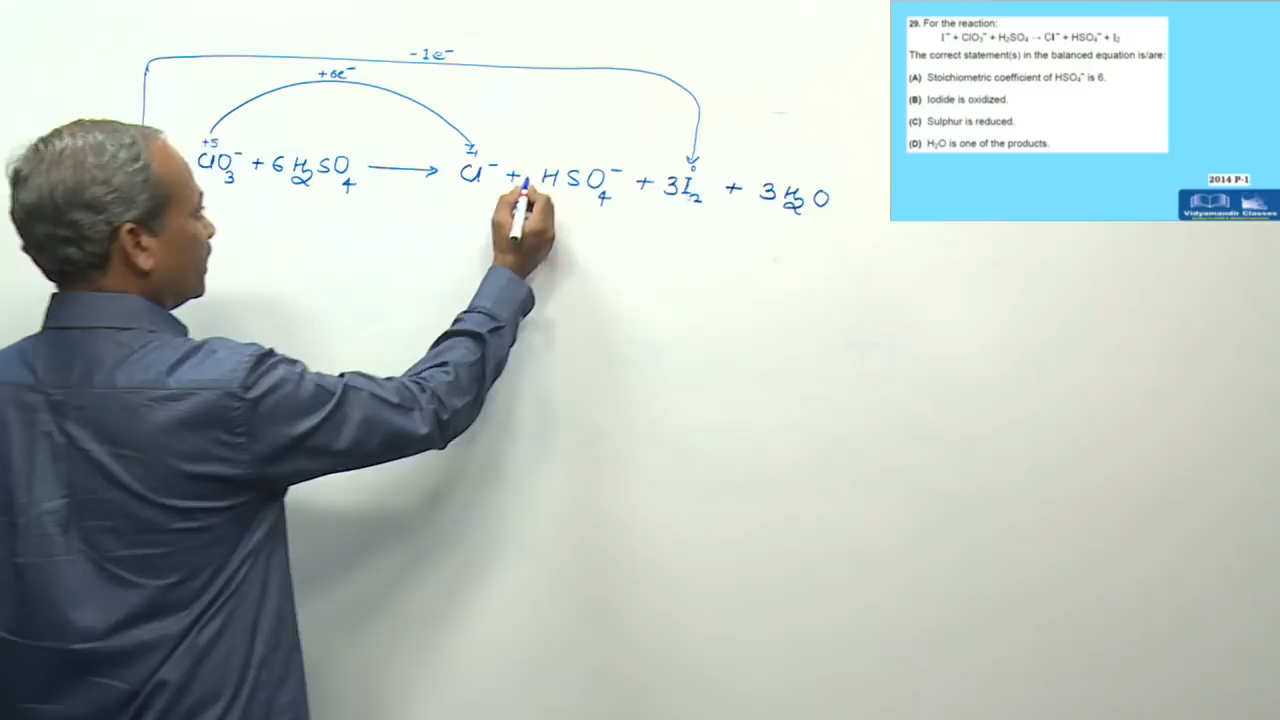 -1e⁻
+6e⁻
+5 -1 0
ClO₃⁻ + 6H₂SO₄ ⟶ Cl⁻ + HSO₄⁻ + 3I₂ + 3H₂O
29. For the reaction:
I⁻ + ClO₃⁻ + H₂SO₄ → Cl⁻ + HSO₄⁻ + I₂
The correct statement(s) in the balanced equation is/are:
(A) Stoichiometric coefficient of HSO₄⁻ is 6.
(B) Iodide is oxidized.
(C) Sulphur is reduced.
(D) H₂O is one of the products.
2014 P-1
Vidyamandir Classes